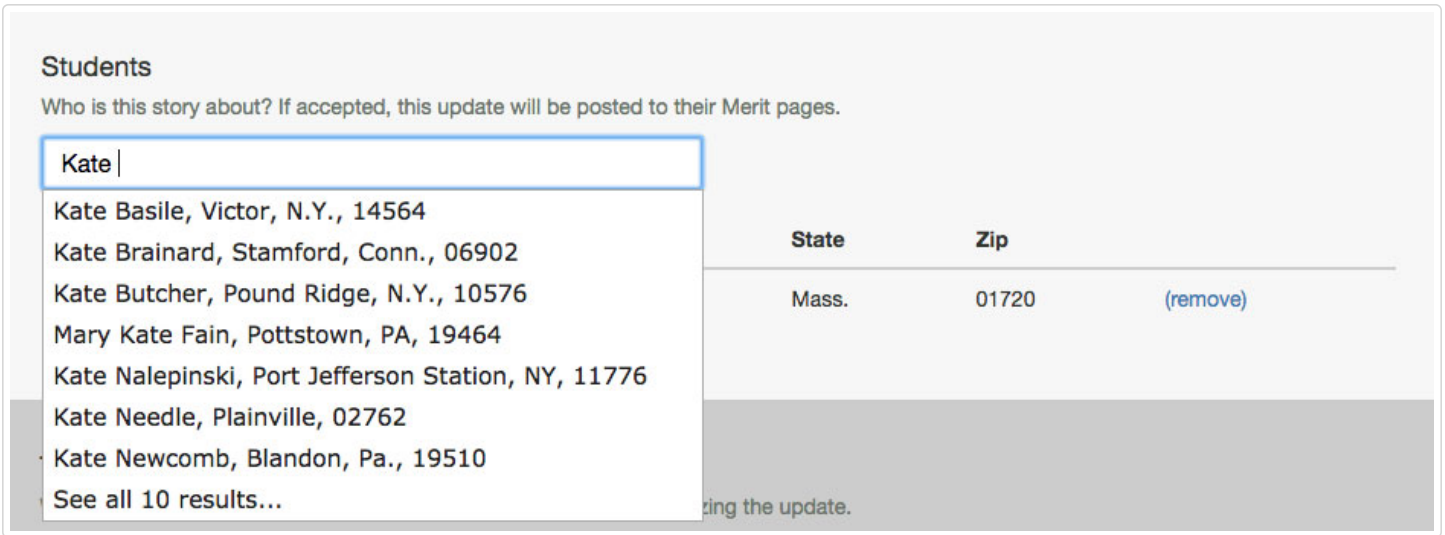 Students
Who is this story about? If accepted, this update will be posted to their Merit pages.
Kate
Kate Basile, Victor, N.Y., 14564
Kate Brainard, Stamford, Conn., 06902
Kate Butcher, Pound Ridge, N.Y., 10576
Mary Kate Fain, Pottstown, PA, 19464
Kate Nalepinski, Port Jefferson Station, NY, 11776
Kate Needle, Plainville, 02762
Kate Newcomb, Blandon, Pa., 19510
See all 10 results...
State Zip
Mass. 01720 (remove)
the update.